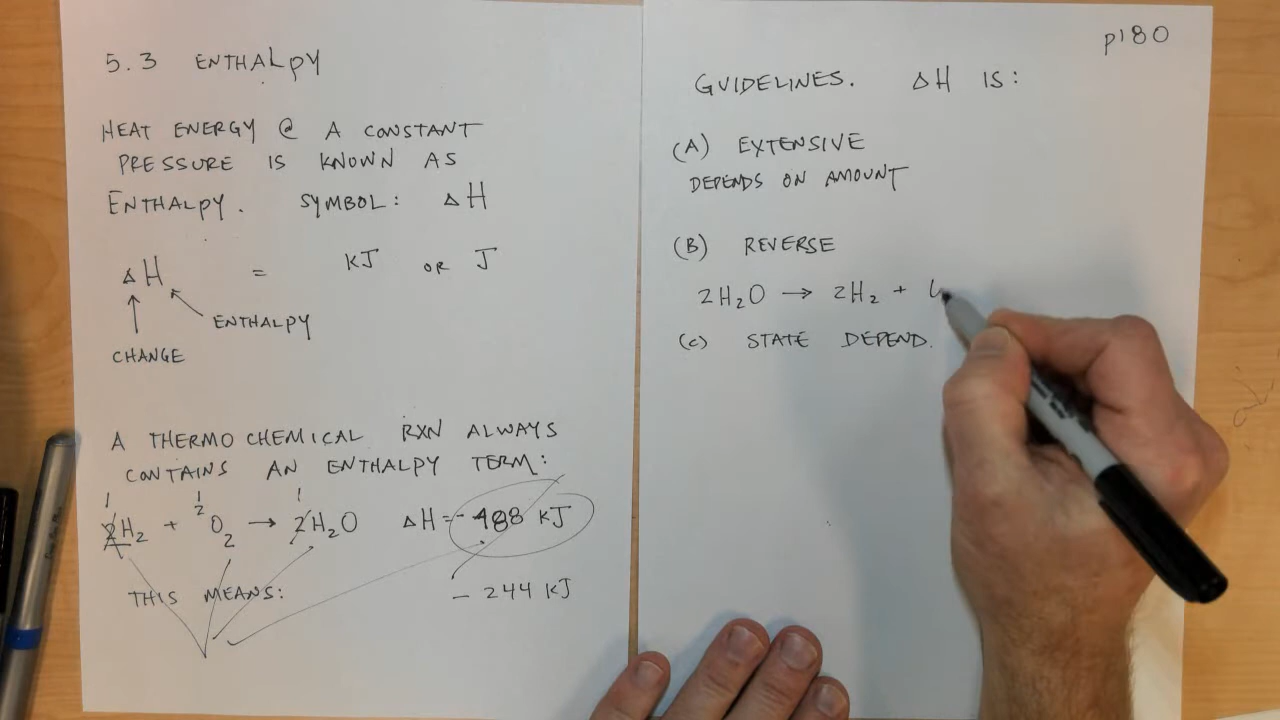 5.3 ENTHALPY
HEAT ENERGY @ A CONSTANT
PRESSURE IS KNOWN AS
ENTHALPY. SYMBOL: ΔH
ΔH = KJ OR J
ENTHALPY
CHANGE
A THERMOCHEMICAL RXN ALWAYS
CONTAINS AN ENTHALPY TERM:
1 1/2 1
2H₂ + O₂ → 2H₂O ΔH = -488 KJ
THIS MEANS: - 244 KJ
p180
GUIDELINES. ΔH IS:
(A) EXTENSIVE
DEPENDS ON AMOUNT
(B) REVERSE
2H₂O → 2H₂ +
(C) STATE DEPEND.